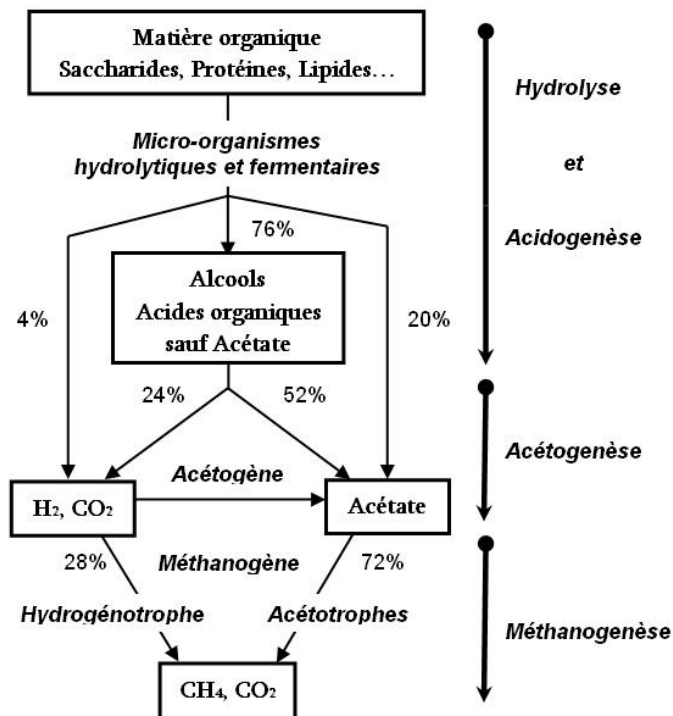 Matière organique
Saccharides, Protéines, Lipides…
Hydrolyse
Micro-organismes
hydrolytiques et fermentaires
et
76%
Acidogenèse
Alcools
Acides organiques
sauf Acétate
4%
20%
24%
52%
Acétogenèse
Acétogène
H₂, CO₂
Acétate
28%
Méthanogène
72%
Hydrogénotrophe
Acétotrophes
Méthanogenèse
CH₄, CO₂